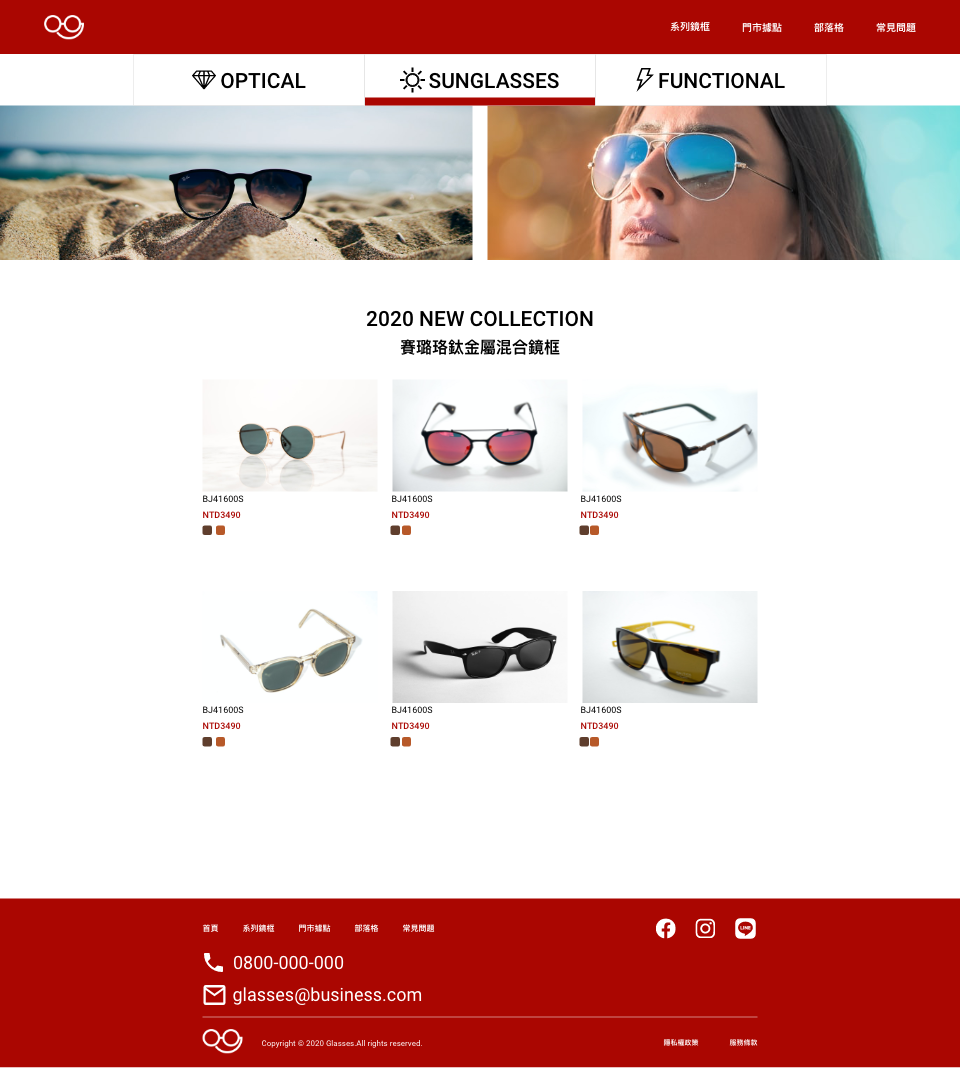 系列鏡框 門市據點 部落格 常見問題
OPTICAL SUNGLASSES FUNCTIONAL
2020 NEW COLLECTION
賽璐珞鈦金屬混合鏡框
BJ41600S BJ41600S BJ41600S
NTD3490 NTD3490 NTD3490
BJ41600S BJ41600S BJ41600S
NTD3490 NTD3490 NTD3490
首頁 系列鏡框 門市據點 部落格 常見問題
LINE
0800-000-000
glasses@business.com
Copyright © 2020 Glasses.All rights reserved. 隱私權政策 服務條款